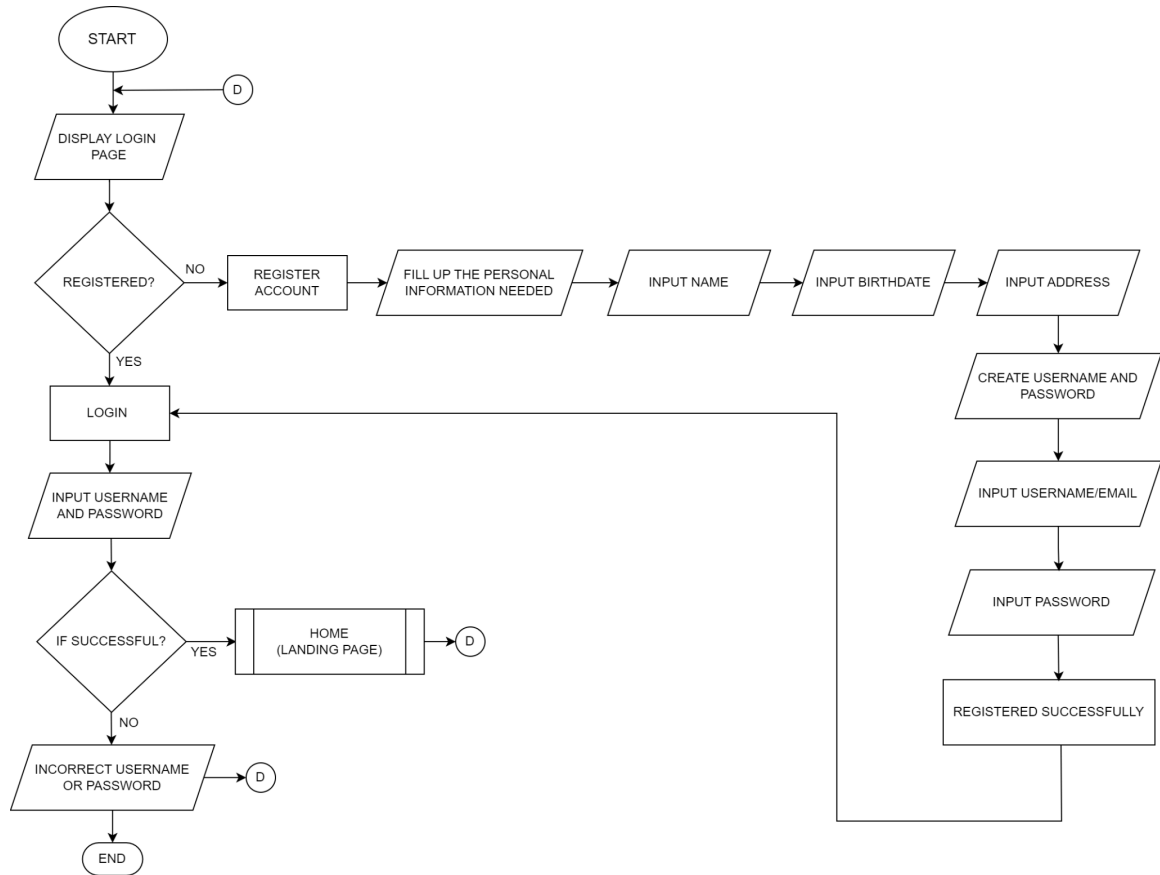 START
D
DISPLAY LOGIN
PAGE
REGISTERED?
NO
REGISTER
ACCOUNT
FILL UP THE PERSONAL
INFORMATION NEEDED
INPUT NAME
INPUT BIRTHDATE
INPUT ADDRESS
YES
CREATE USERNAME AND
PASSWORD
LOGIN
INPUT USERNAME
AND PASSWORD
INPUT USERNAME/EMAIL
INPUT PASSWORD
IF SUCCESSFUL?
YES
HOME
(LANDING PAGE)
D
REGISTERED SUCCESSFULLY
NO
INCORRECT USERNAME
OR PASSWORD
D
END